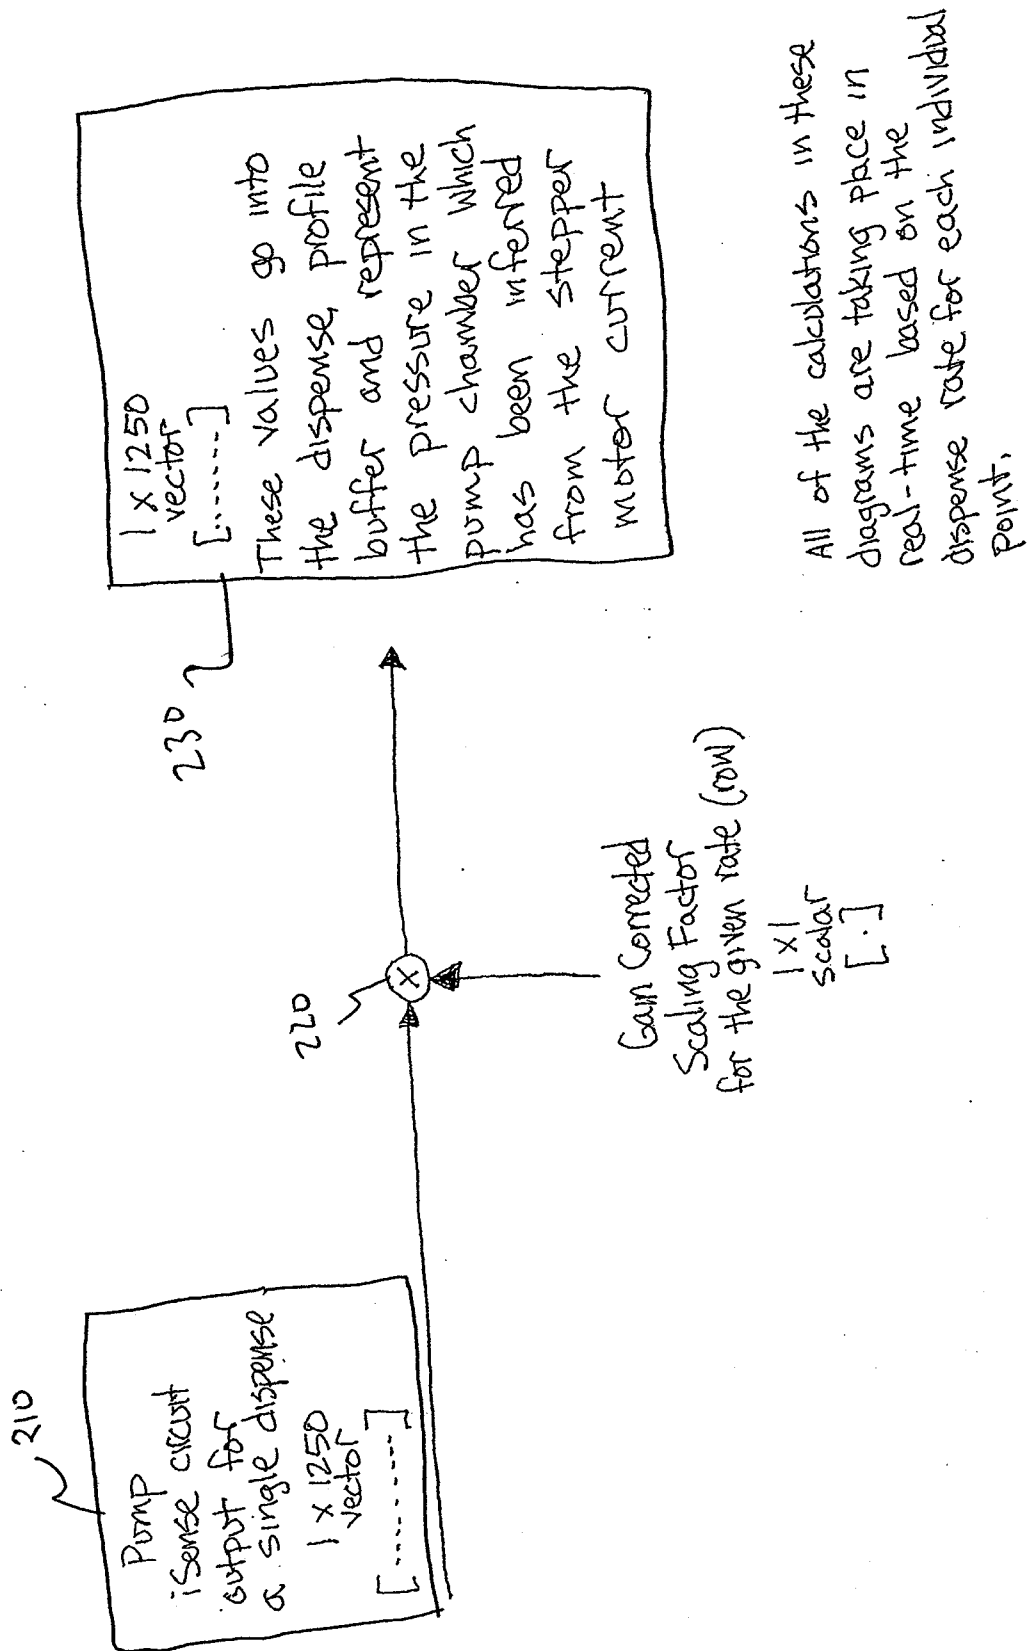 210
Pump
iSense circuit
output for
a single dispense
1 x 1250
vector
[.........]
220
X
Gain Corrected
Scaling Factor
for the given rate (row)
1 x 1
scalar
[.]
230
1 x 1250
vector
[......]
These values go into
the dispense profile
buffer and represent
the pressure in the
pump chamber which
has been inferred
from the stepper
motor current
All of the calculations in these
diagrams are taking place in
real-time based on the
dispense rate for each individual
point.